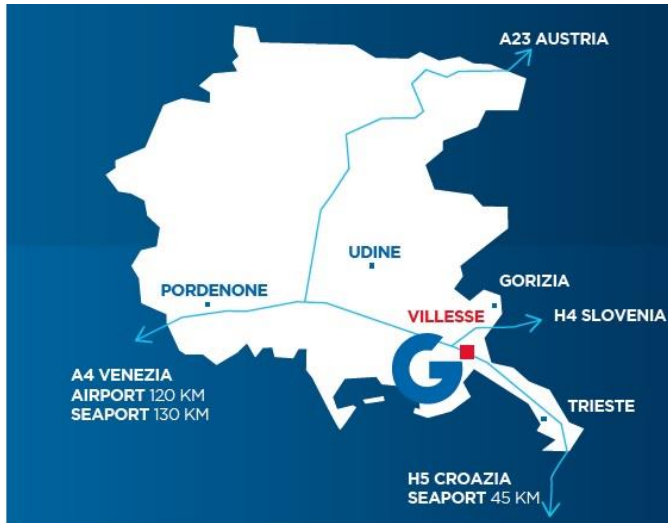 A23 AUSTRIA
UDINE
PORDENONE
GORIZIA
VILLESSE
H4 SLOVENIA
G
A4 VENEZIA
AIRPORT 120 KM
SEAPORT 130 KM
TRIESTE
H5 CROAZIA
SEAPORT 45 KM